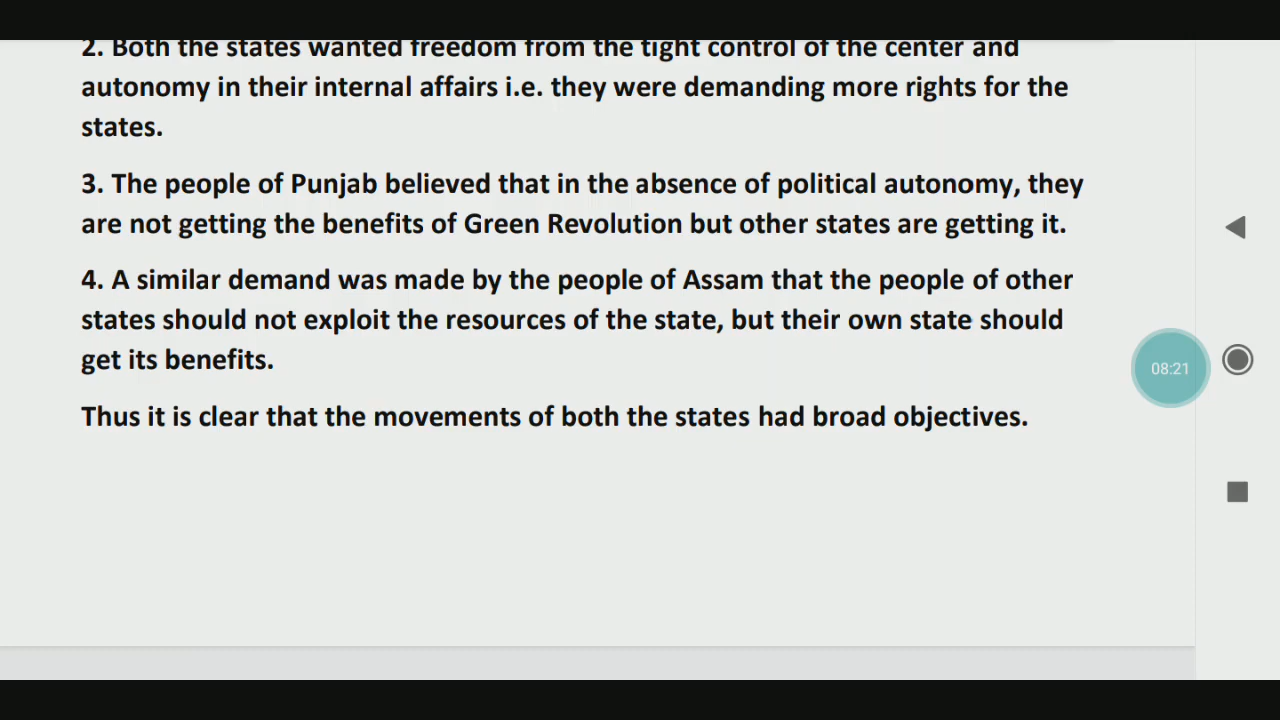 2. Both the states wanted freedom from the tight control of the center and
autonomy in their internal affairs i.e. they were demanding more rights for the
states.
3. The people of Punjab believed that in the absence of political autonomy, they
are not getting the benefits of Green Revolution but other states are getting it.
4. A similar demand was made by the people of Assam that the people of other
states should not exploit the resources of the state, but their own state should
get its benefits.
08:21
Thus it is clear that the movements of both the states had broad objectives.